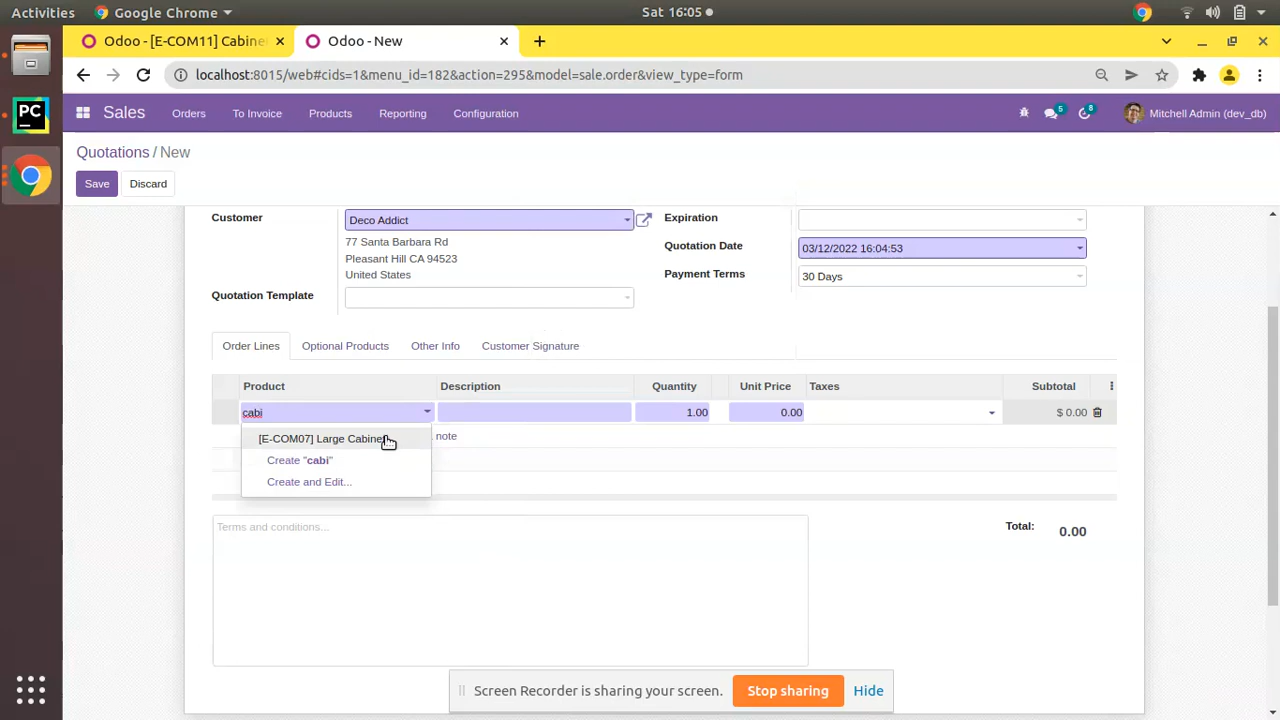 Activities Google Chrome Sat 16:05
Odoo - [E-COM11] Cabine Odoo - New
localhost:8015/web#cids=1&menu_id=182&action=295&model=sale.order&view_type=form
Sales Orders To Invoice Products Reporting Configuration 5 8 Mitchell Admin (dev_db)
Quotations / New
Save Discard
Customer Deco Addict Expiration
77 Santa Barbara Rd Quotation Date 03/12/2022 16:04:53
Pleasant Hill CA 94523
United States Payment Terms 30 Days
Quotation Template
Order Lines Optional Products Other Info Customer Signature
Product Description Quantity Unit Price Taxes Subtotal
cabi 1.00 0.00 $ 0.00
[E-COM07] Large Cabinet note
Create "cabi"
Create and Edit...
Terms and conditions... Total: 0.00
Screen Recorder is sharing your screen. Stop sharing Hide
PC